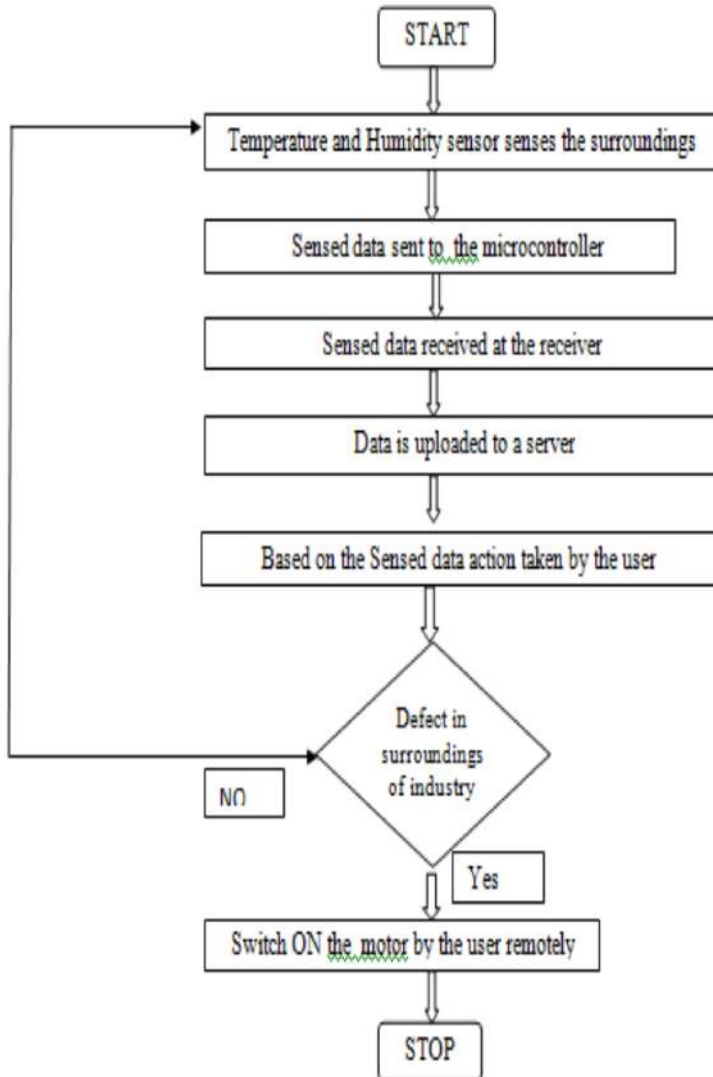 START
Temperature and Humidity sensor senses the surroundings
Sensed data sent to the microcontroller
Sensed data received at the receiver
Data is uploaded to a server
Based on the Sensed data action taken by the user
Defect in
surroundings
of industry
NO
Yes
Switch ON the motor by the user remotely
STOP